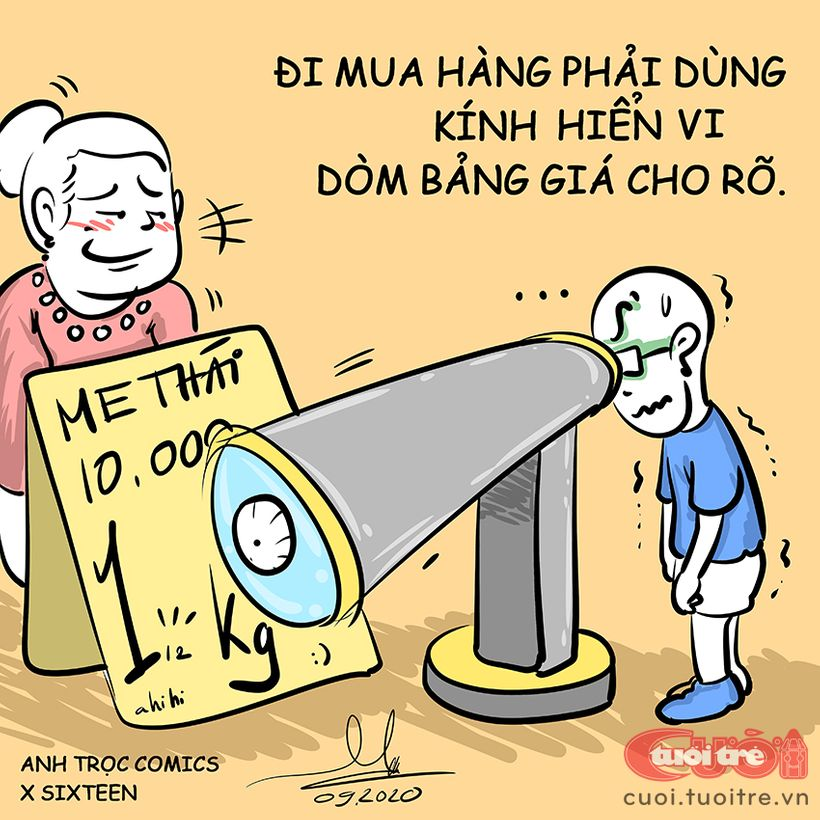 ĐI MUA HÀNG PHẢI DÙNG
KÍNH HIỂN VI
DÒM BẢNG GIÁ CHO RÕ.
...
ME THÁI
10.000
1 1/2 Kg
:)
ahihi
ANH TRỌC COMICS
X SIXTEEN
09.2020
CƯỜI
tuổi trẻ
cuoi.tuoitre.vn